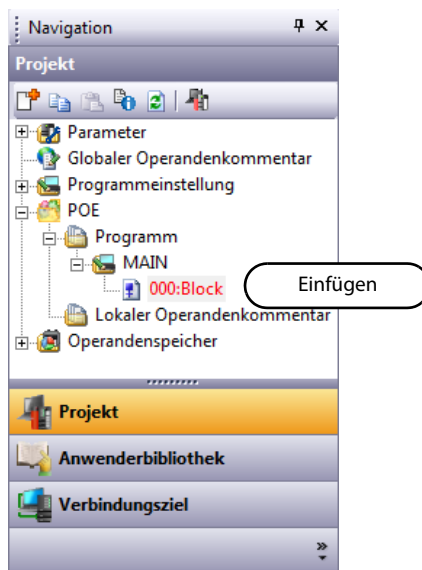 Navigation
Projekt
Parameter
Globaler Operandenkommentar
Programmeinstellung
POE
Programm
MAIN
000:Block
Einfügen
Lokaler Operandenkommentar
Operandenspeicher
Projekt
Anwenderbibliothek
Verbindungsziel